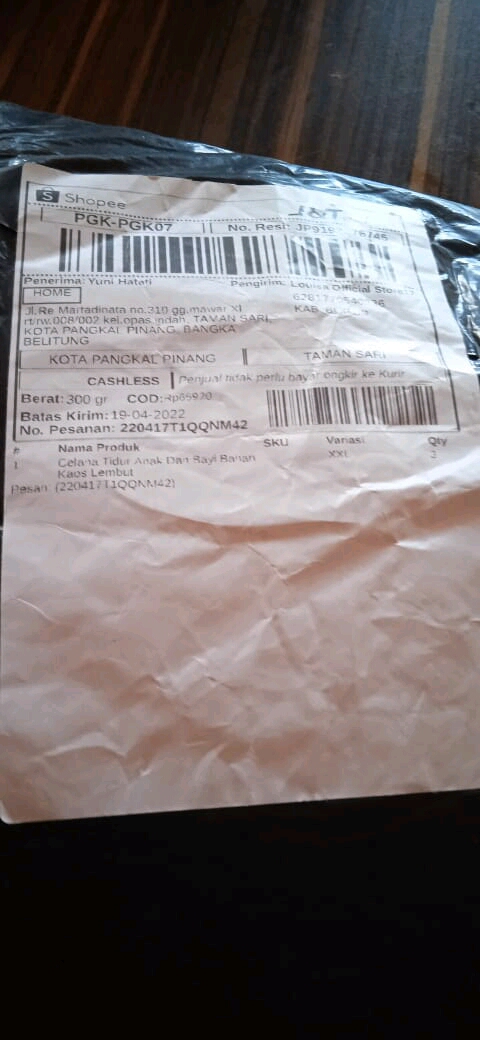 Shopee
J&T
PGK-PGK07
No. Resi:
Penerima: Yuni Hatati
Pengirim: Louisx Official Store
HOME
Jl.Re Martadinata no.310 gg.mawar XI
rt/rw.008/002 kel.opas indah, TAMAN SARI,
KOTA PANGKAL PINANG, BANGKA
BELITUNG
KAB.
KOTA PANGKAL PINANG
TAMAN SARI
CASHLESS
Penjual tidak perlu bayar ongkir ke Kurir
Berat: 300 gr COD:
Batas Kirim: 19-04-2022
No. Pesanan: 220417T1QQNM42
# Nama Produk SKU Variasi Qty
1 Celana Tidur Anak Dan Bayi Bahan XXL
Kaos Lembut
Pesan: (220417T1QQNM42)